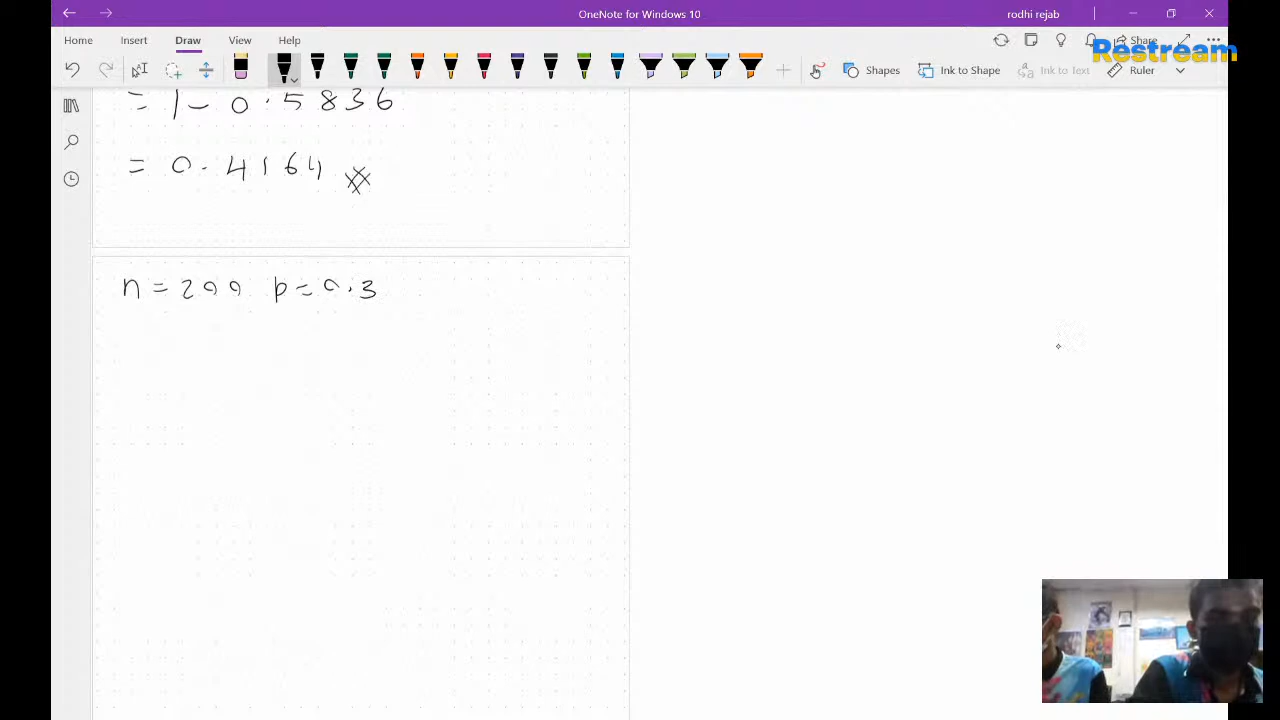 OneNote for Windows 10
rodhi rejab
Home Insert Draw View Help
Share
Restream
Shapes Ink to Shape Ink to Text Ruler
= 1 - 0.5836
= 0.4164
n = 200 p = 0.3